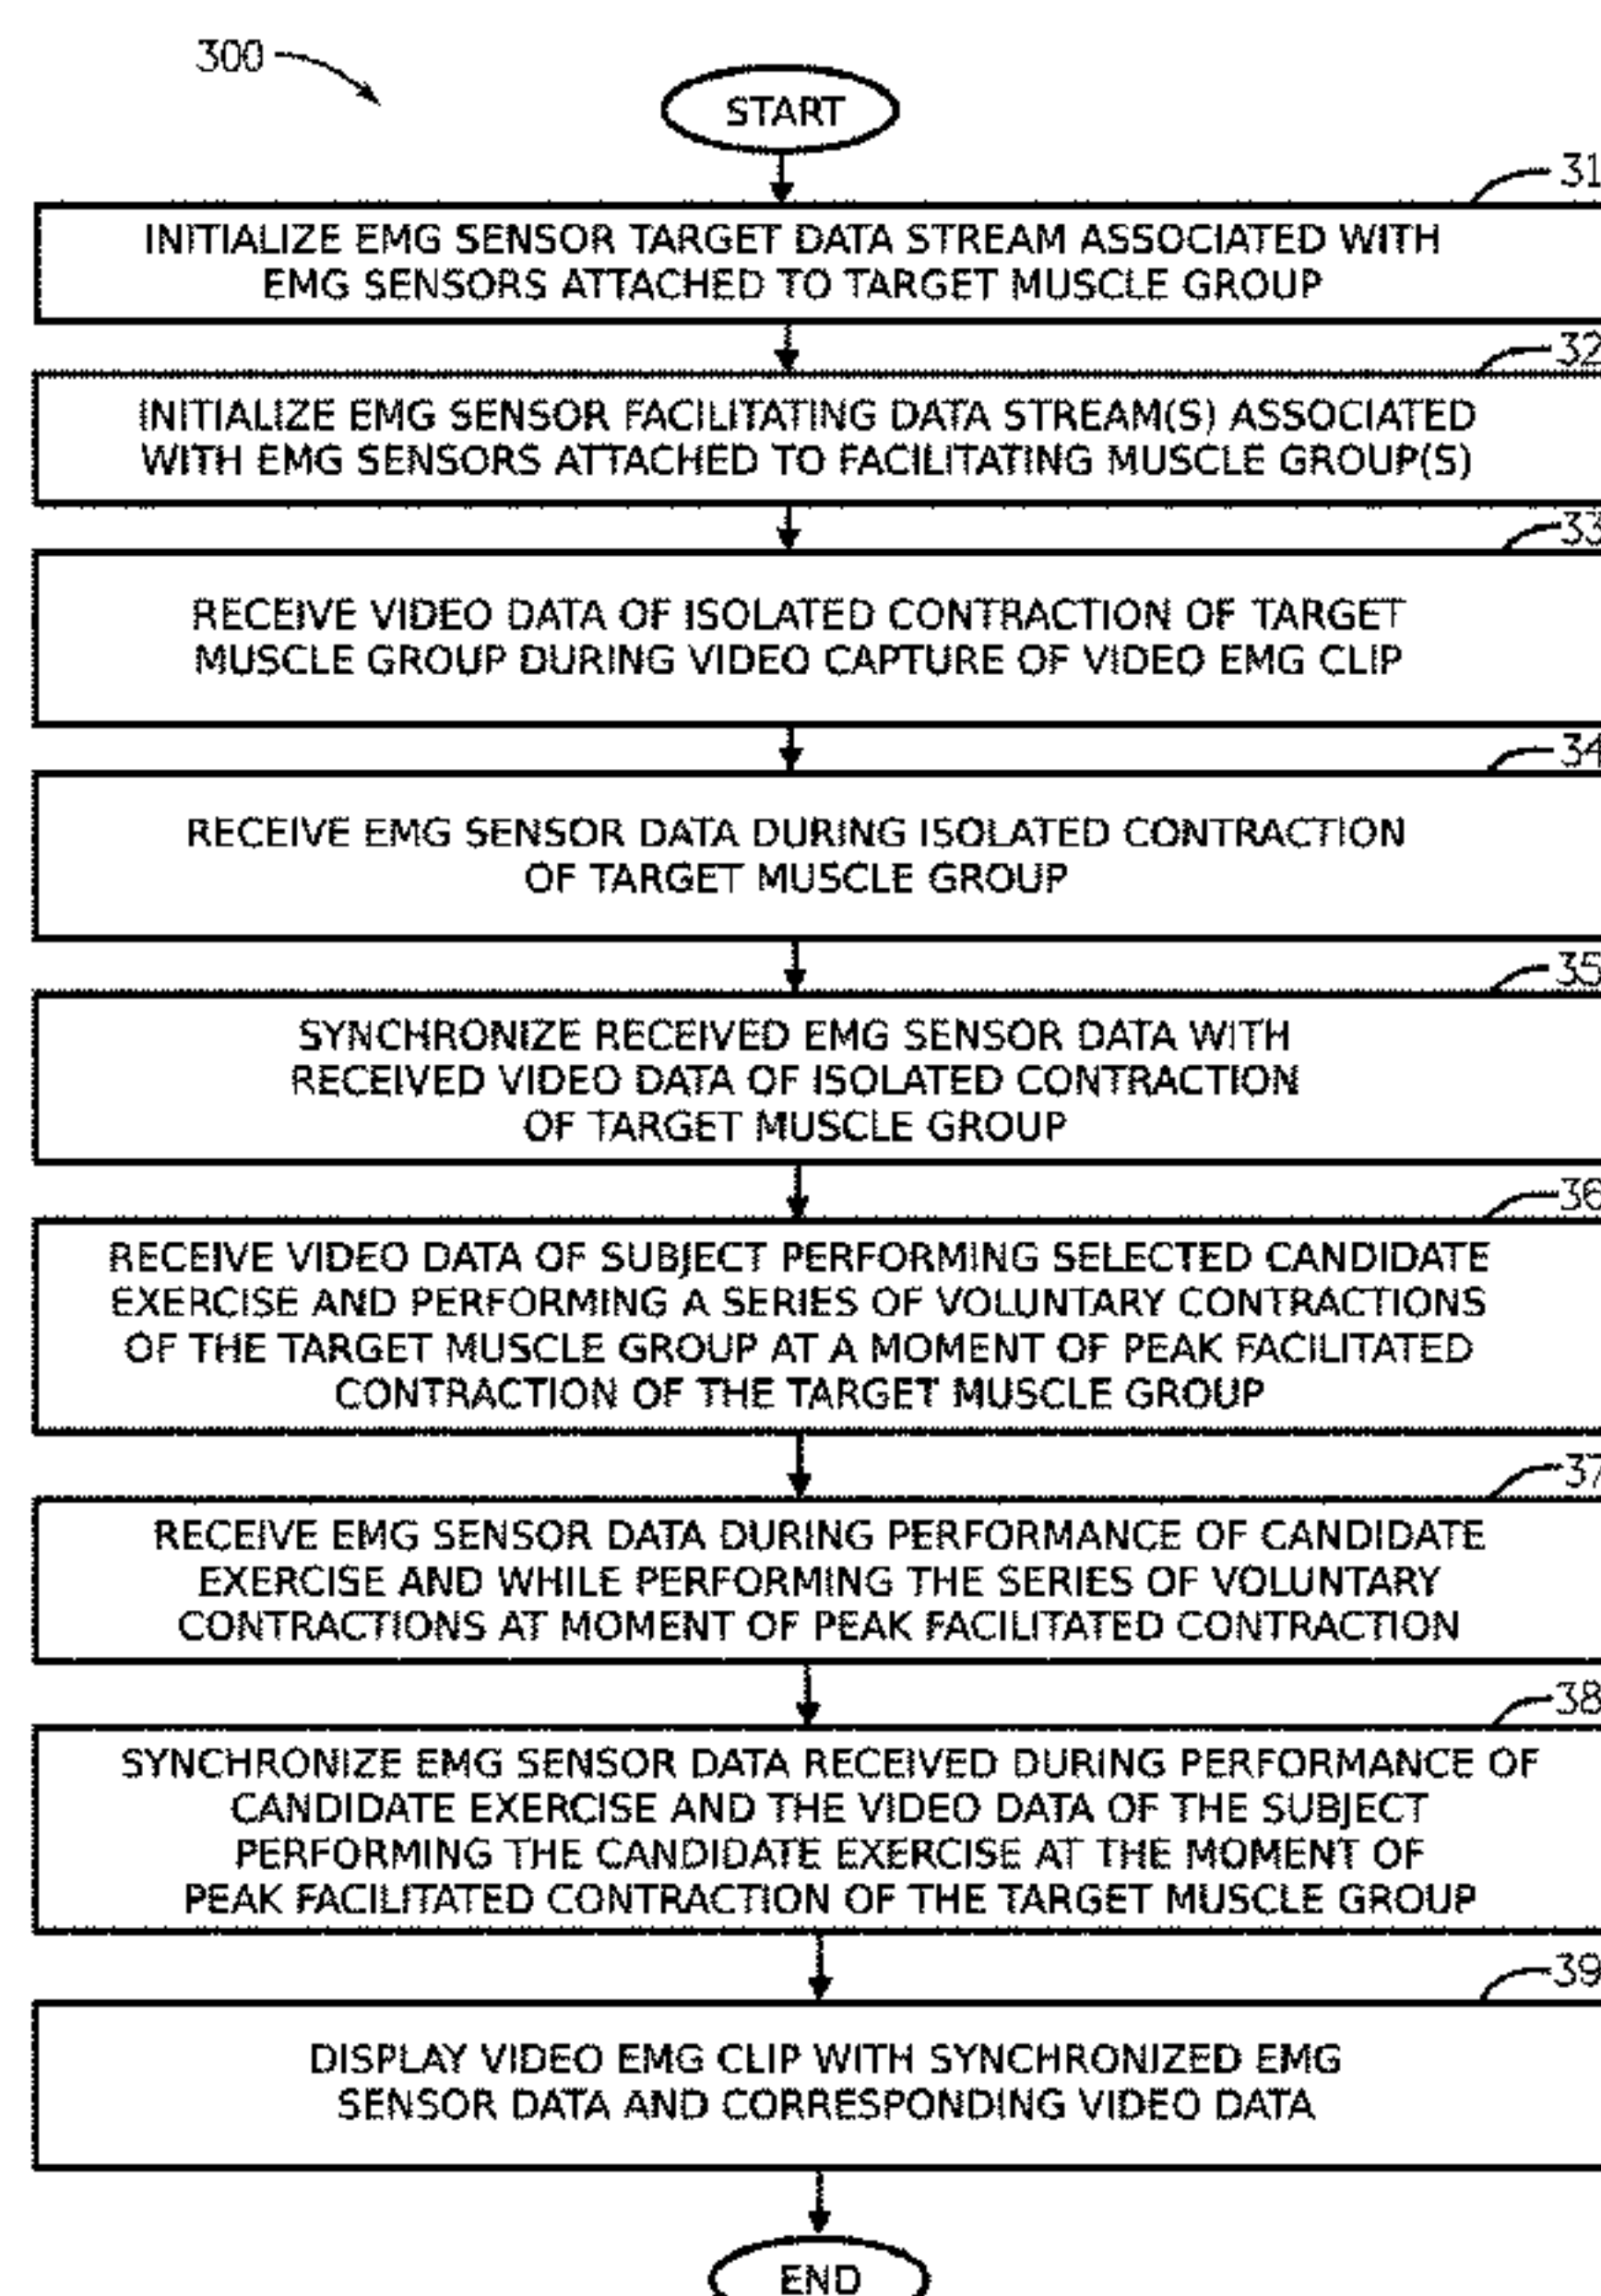 300
START
31
INITIALIZE EMG SENSOR TARGET DATA STREAM ASSOCIATED WITH
EMG SENSORS ATTACHED TO TARGET MUSCLE GROUP
32
INITIALIZE EMG SENSOR FACILITATING DATA STREAM(S) ASSOCIATED
WITH EMG SENSORS ATTACHED TO FACILITATING MUSCLE GROUP(S)
33
RECEIVE VIDEO DATA OF ISOLATED CONTRACTION OF TARGET
MUSCLE GROUP DURING VIDEO CAPTURE OF VIDEO EMG CLIP
34
RECEIVE EMG SENSOR DATA DURING ISOLATED CONTRACTION
OF TARGET MUSCLE GROUP
35
SYNCHRONIZE RECEIVED EMG SENSOR DATA WITH
RECEIVED VIDEO DATA OF ISOLATED CONTRACTION
OF TARGET MUSCLE GROUP
36
RECEIVE VIDEO DATA OF SUBJECT PERFORMING SELECTED CANDIDATE
EXERCISE AND PERFORMING A SERIES OF VOLUNTARY CONTRACTIONS
OF THE TARGET MUSCLE GROUP AT A MOMENT OF PEAK FACILITATED
CONTRACTION OF THE TARGET MUSCLE GROUP
37
RECEIVE EMG SENSOR DATA DURING PERFORMANCE OF CANDIDATE
EXERCISE AND WHILE PERFORMING THE SERIES OF VOLUNTARY
CONTRACTIONS AT MOMENT OF PEAK FACILITATED CONTRACTION
38
SYNCHRONIZE EMG SENSOR DATA RECEIVED DURING PERFORMANCE OF
CANDIDATE EXERCISE AND THE VIDEO DATA OF THE SUBJECT
PERFORMING THE CANDIDATE EXERCISE AT THE MOMENT OF
PEAK FACILITATED CONTRACTION OF THE TARGET MUSCLE GROUP
39
DISPLAY VIDEO EMG CLIP WITH SYNCHRONIZED EMG
SENSOR DATA AND CORRESPONDING VIDEO DATA
END